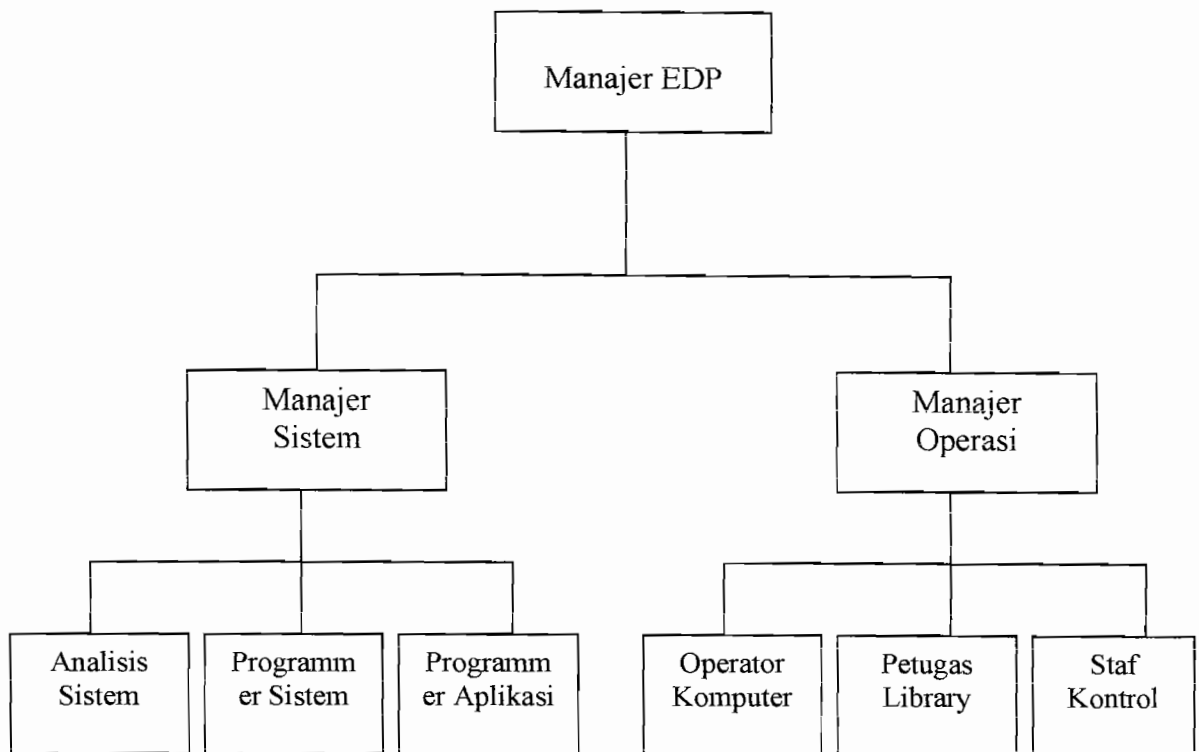 Manajer EDP
Manajer
Sistem
Manajer
Operasi
Analisis
Sistem
Programm
er Sistem
Programm
er Aplikasi
Operator
Komputer
Petugas
Library
Staf
Kontrol